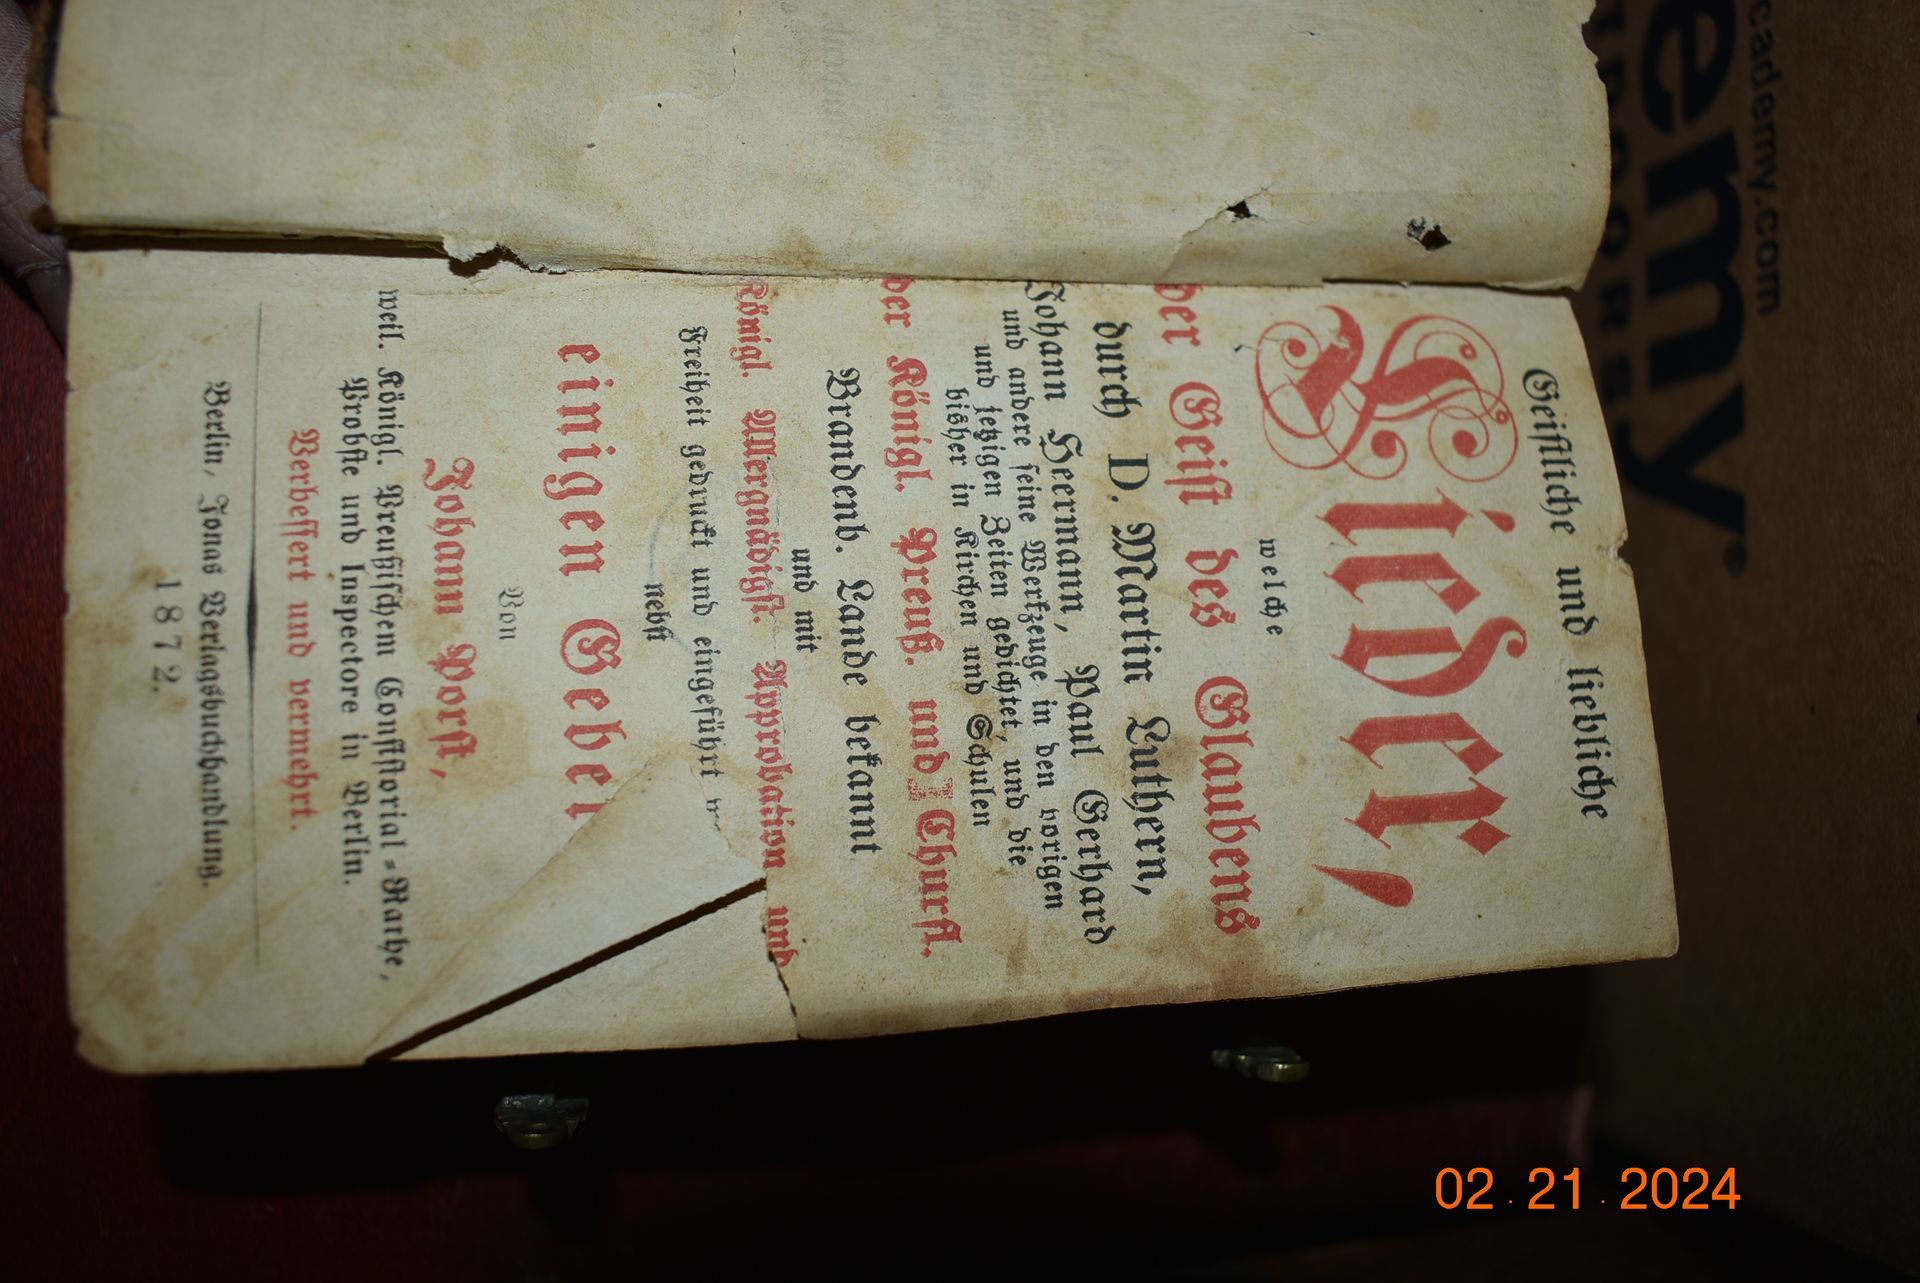 Geistliche und liebliche
Lieder,
welche
der Geist des Glaubens
durch D. Martin Luthern,
Johann Heermann, Paul Gerhard
und andere seine Werkzeuge in den vorigen
und jetzigen Zeiten gedichtet, und die
bisher in Kirchen und Schulen
der Königl. Preuß. und Churfl.
Brandenb. Lande bekannt
und mit
Königl. Allergnädigst. Approbation und
Freiheit gedruckt und eingeführt
nebst
einigen Gebet
Von
Johann Porst,
weil. Königl. Preußischem Consistorial-Rathe,
Probste und Inspectore in Berlin.
Verbessert und vermehrt.
Berlin, Jonas Verlagsbuchhandlung.
1872.
cademy.com
emy®
02.21.2024